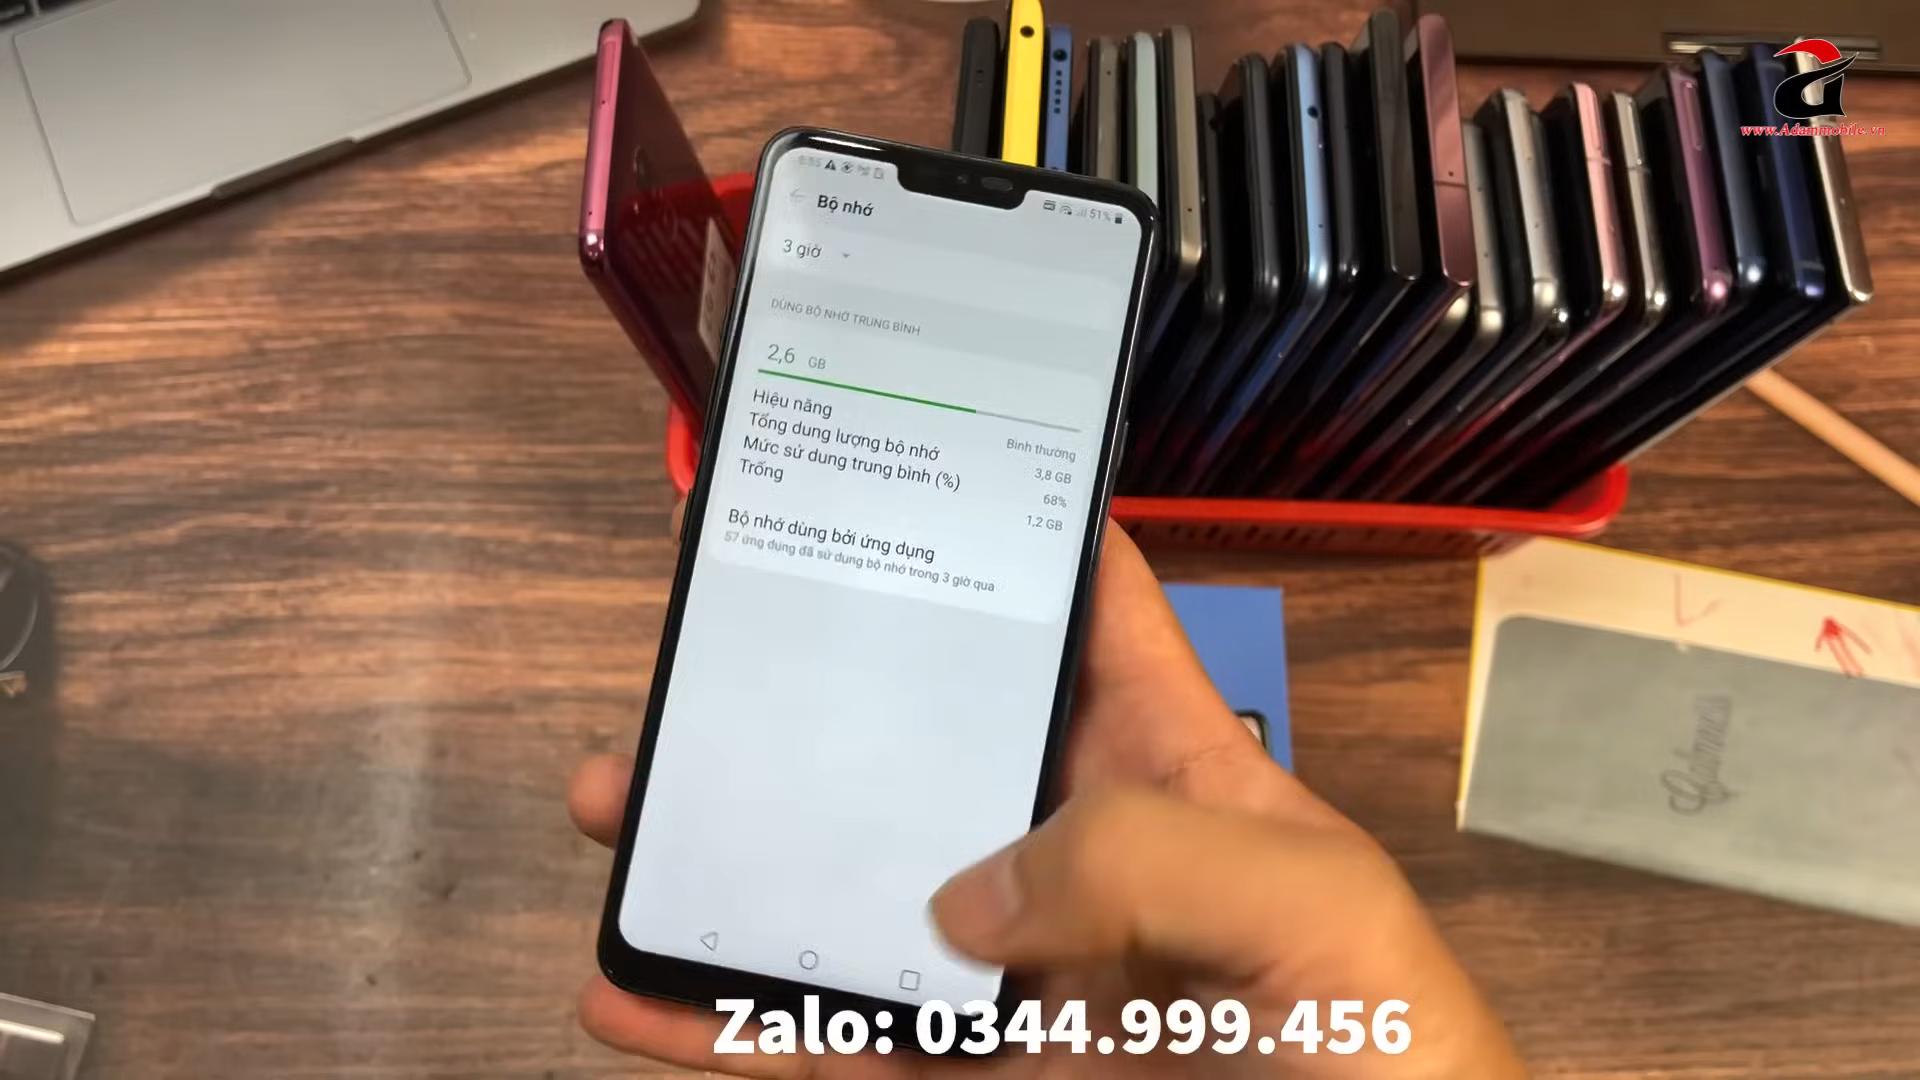 www.Adammobile.vn
51%
Bộ nhớ
3 giờ
DÙNG BỘ NHỚ TRUNG BÌNH
2,6 GB
Hiệu năng Bình thường
Tổng dung lượng bộ nhớ 3,8 GB
Mức sử dung trung bình (%) 68%
Trống 1,2 GB
Bộ nhớ dùng bởi ứng dụng
57 ứng dụng đã sử dụng bộ nhớ trong 3 giờ qua
Zalo: 0344.999.456